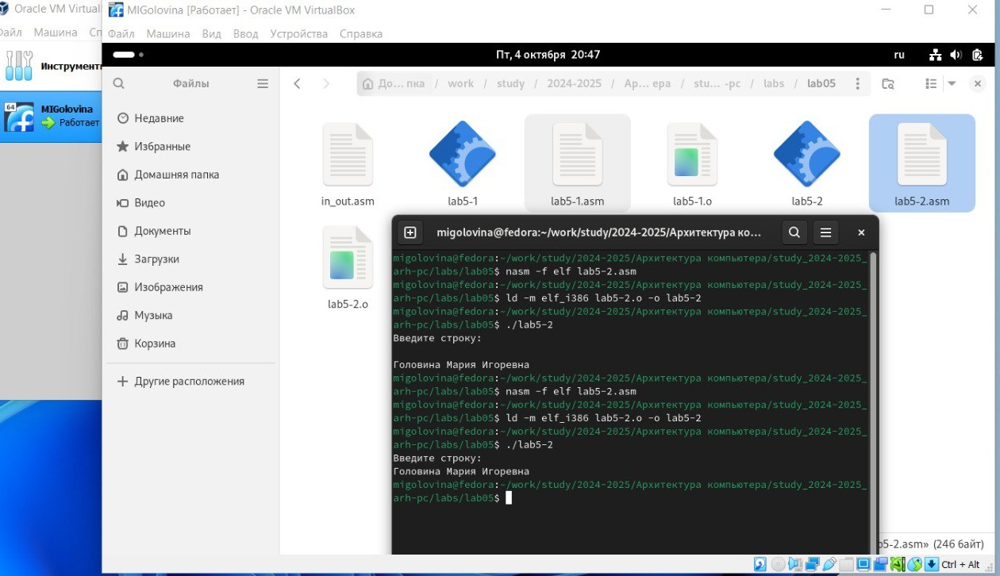 Oracle VM Virtual
MIGolovina [Работает] - Oracle VM VirtualBox
Файл Машина
Файл Машина Вид Ввод Устройства Справка
Пт, 4 октября 20:47
ru
64
MIGolovina
Работает
Файлы
До... пка / work / study / 2024-2025 / Ар... ера / stu... -pc / labs / lab05
Недавние
Избранные
Домашняя папка
Видео
Документы
Загрузки
Изображения
Музыка
Корзина
Другие расположения
in_out.asm
lab5-1
lab5-1.asm
lab5-1.o
lab5-2
lab5-2.asm
lab5-2.o
migolovina@fedora:~/work/study/2024-2025/Архитектура ко...
migolovina@fedora:~/work/study/2024-2025/Архитектура компьютера/study_2024-2025_
arh-pc/labs/lab05$ nasm -f elf lab5-2.asm
migolovina@fedora:~/work/study/2024-2025/Архитектура компьютера/study_2024-2025_
arh-pc/labs/lab05$ ld -m elf_i386 lab5-2.o -o lab5-2
migolovina@fedora:~/work/study/2024-2025/Архитектура компьютера/study_2024-2025_
arh-pc/labs/lab05$ ./lab5-2
Введите строку:
Головина Мария Игоревна
migolovina@fedora:~/work/study/2024-2025/Архитектура компьютера/study_2024-2025_
arh-pc/labs/lab05$ nasm -f elf lab5-2.asm
migolovina@fedora:~/work/study/2024-2025/Архитектура компьютера/study_2024-2025_
arh-pc/labs/lab05$ ld -m elf_i386 lab5-2.o -o lab5-2
migolovina@fedora:~/work/study/2024-2025/Архитектура компьютера/study_2024-2025_
arh-pc/labs/lab05$ ./lab5-2
Введите строку:
Головина Мария Игоревна
migolovina@fedora:~/work/study/2024-2025/Архитектура компьютера/study_2024-2025_
arh-pc/labs/lab05$
b5-2.asm» (246 байт)
Ctrl + Alt